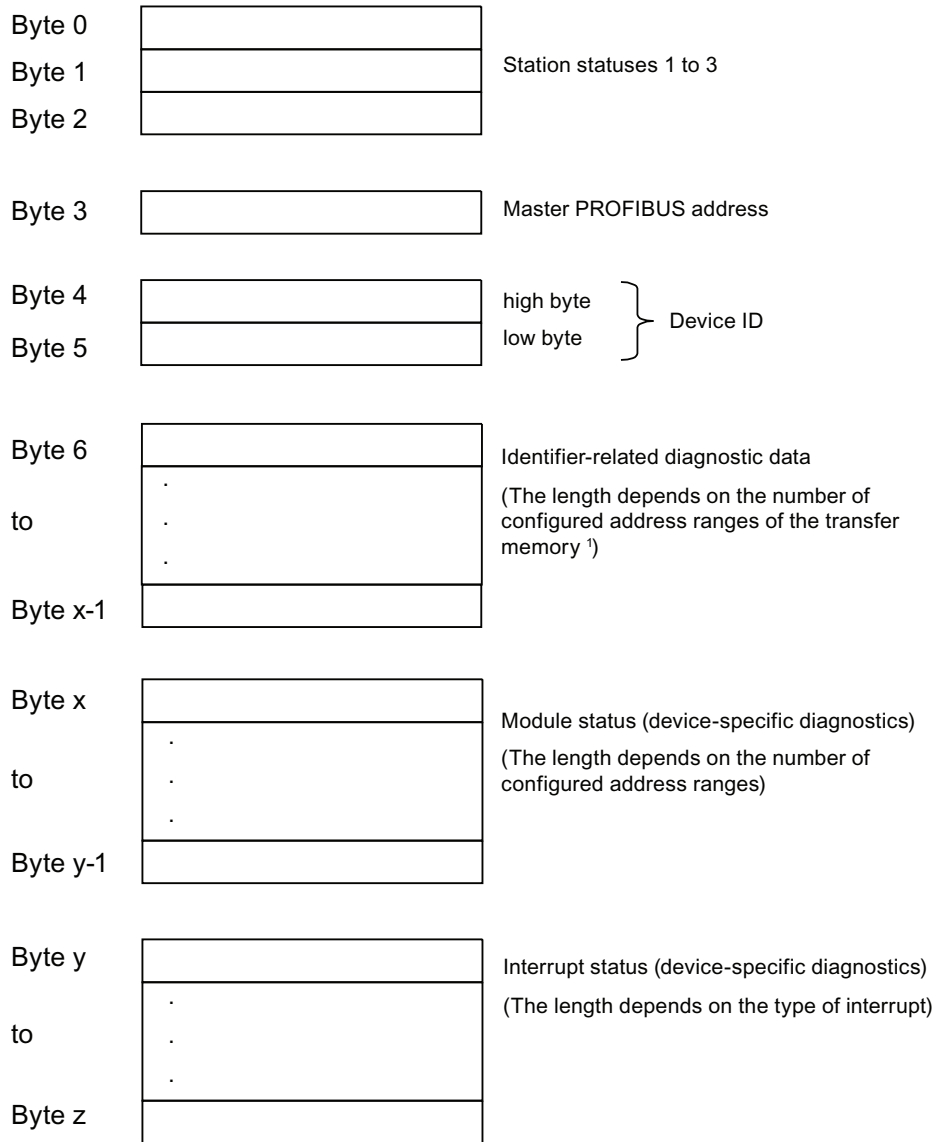 Byte 0
Byte 1
Station statuses 1 to 3
Byte 2
Byte 3
Master PROFIBUS address
Byte 4
high byte
Device ID
low byte
Byte 5
Byte 6
Identifier-related diagnostic data
(The length depends on the number of
configured address ranges of the transfer
memory ¹)
to
Byte x-1
Byte x
Module status (device-specific diagnostics)
(The length depends on the number of
configured address ranges)
to
Byte y-1
Byte y
Interrupt status (device-specific diagnostics)
(The length depends on the type of interrupt)
to
Byte z